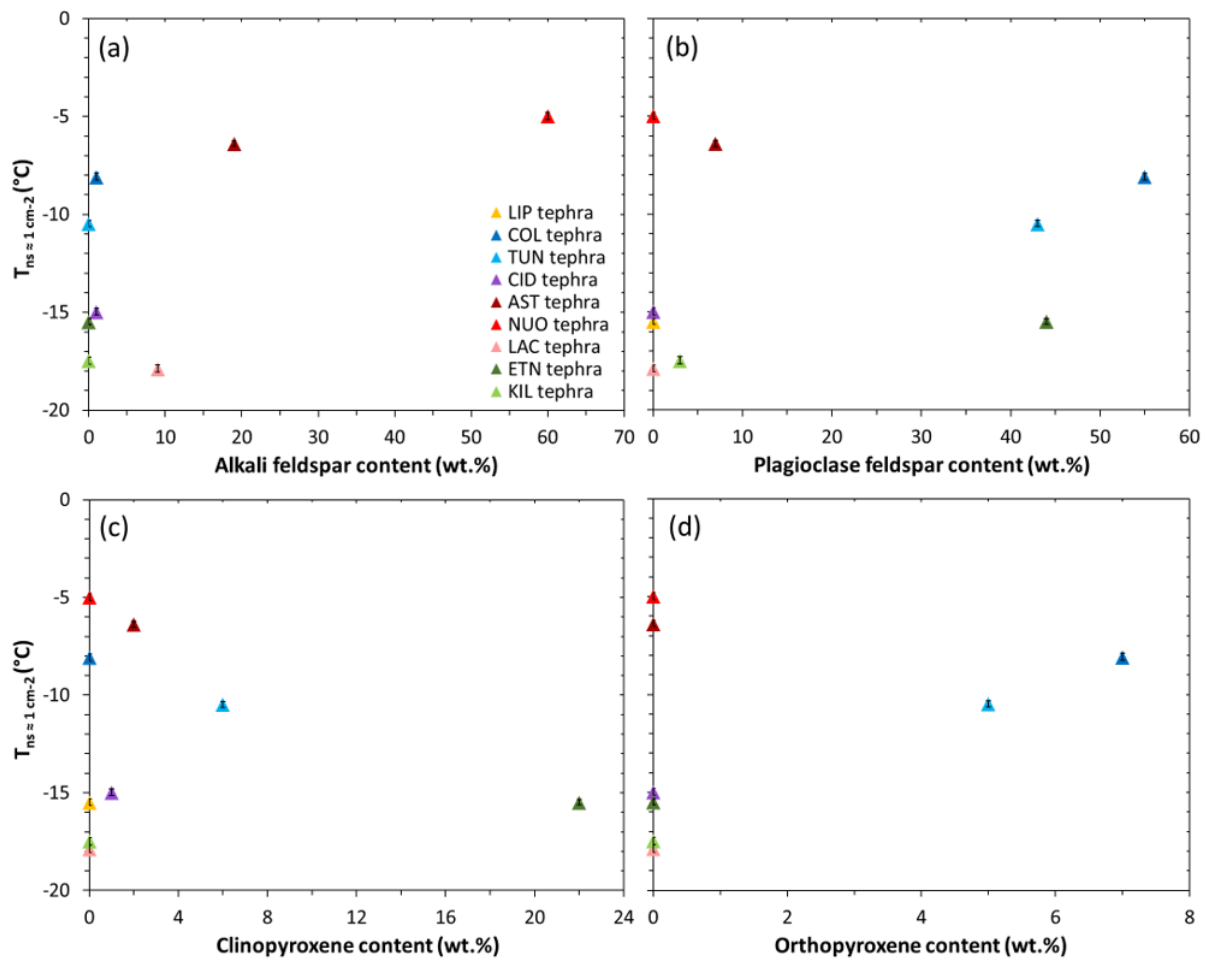 (a)
(b)
0
-5
-10
-15
-20
T ns ≈ 1 cm-2 (°C)
LIP tephra
COL tephra
TUN tephra
CID tephra
AST tephra
NUO tephra
LAC tephra
ETN tephra
KIL tephra
0 10 20 30 40 50 60 70
Alkali feldspar content (wt.%)
0 10 20 30 40 50 60
Plagioclase feldspar content (wt.%)
(c)
(d)
0
-5
-10
-15
-20
T ns ≈ 1 cm-2 (°C)
0 4 8 12 16 20 24
Clinopyroxene content (wt.%)
0 2 4 6 8
Orthopyroxene content (wt.%)